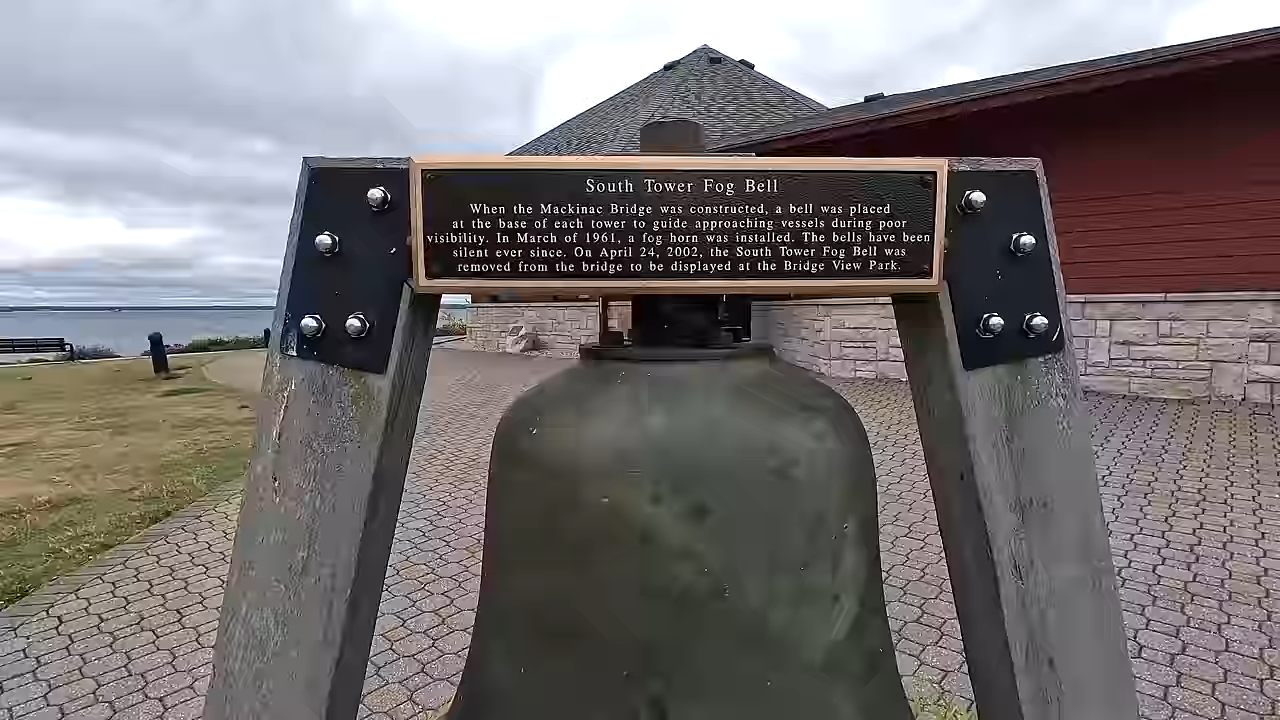 South Tower Fog Bell
When the Mackinac Bridge was constructed, a bell was placed
at the base of each tower to guide approaching vessels during poor
visibility. In March of 1961, a fog horn was installed. The bells have been
silent ever since. On April 24, 2002, the South Tower Fog Bell was
removed from the bridge to be displayed at the Bridge View Park.